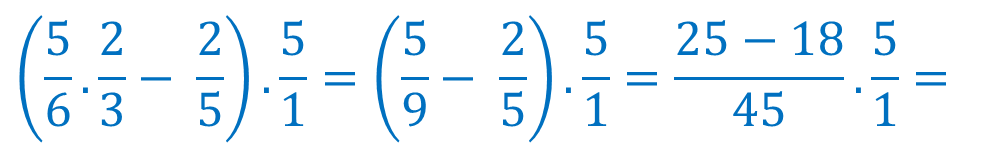 (5/6 . 2/3 − 2/5) . 5/1 = (5/9 − 2/5) . 5/1 = (25 − 18)/45 . 5/1 =